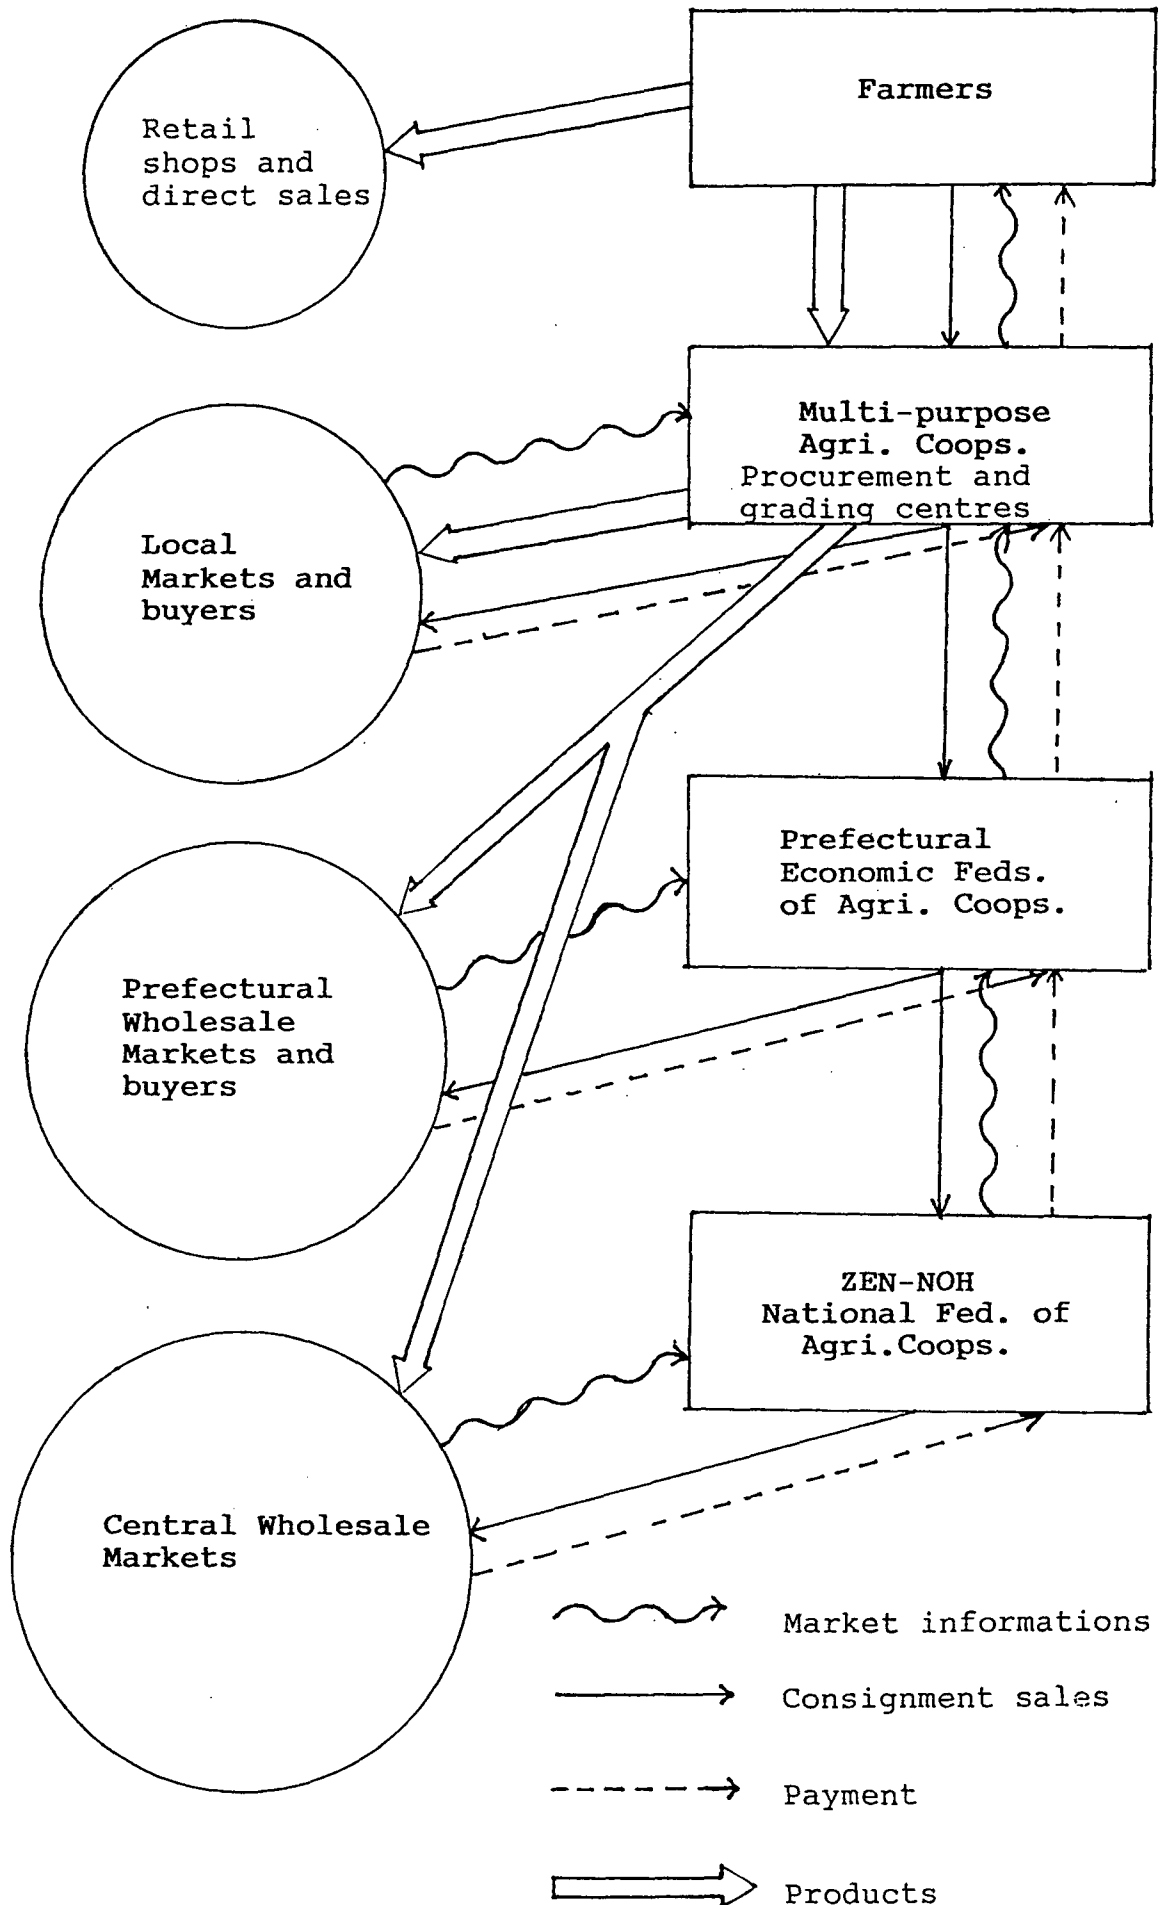 Farmers
Retail
shops and
direct sales
Multi-purpose
Agri. Coops.
Procurement and
grading centres
Local
Markets and
buyers
Prefectural
Economic Feds.
of Agri. Coops.
Prefectural
Wholesale
Markets and
buyers
ZEN-NOH
National Fed. of
Agri.Coops.
Central Wholesale
Markets
Market informations
Consignment sales
Payment
Products